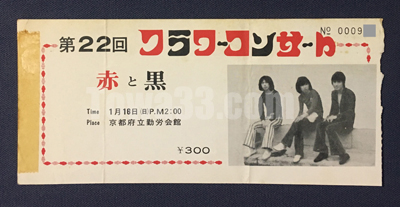 第22回 フラワーコンサート
№ 0009
赤と黒
Time 1月16日(日)P.M2:00
Place 京都府立勤労会館
¥300